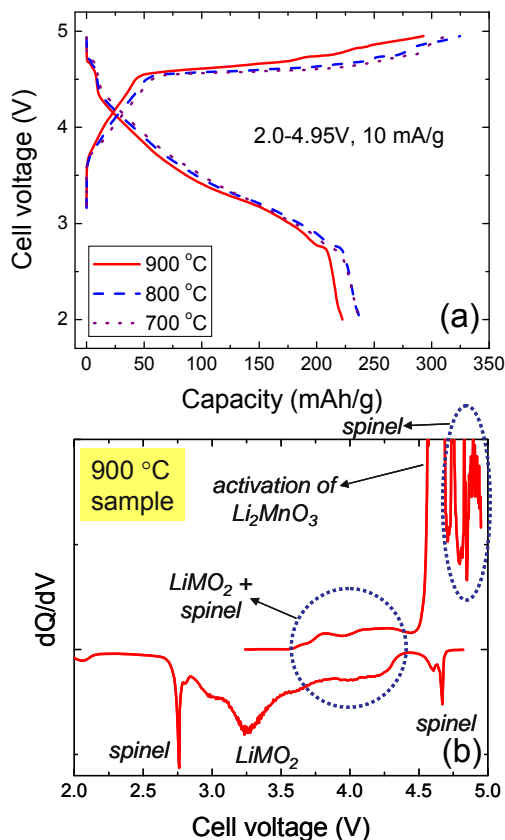 5
4
3
2
Cell voltage (V)
2.0-4.95V, 10 mA/g
900 °C
800 °C
700 °C
(a)
0 50 100 150 200 250 300 350
Capacity (mAh/g)
spinel
900 °C
sample
activation of
Li₂MnO₃
LiMO₂ +
spinel
dQ/dV
spinel
LiMO₂
spinel
(b)
2.0 2.5 3.0 3.5 4.0 4.5 5.0
Cell voltage (V)